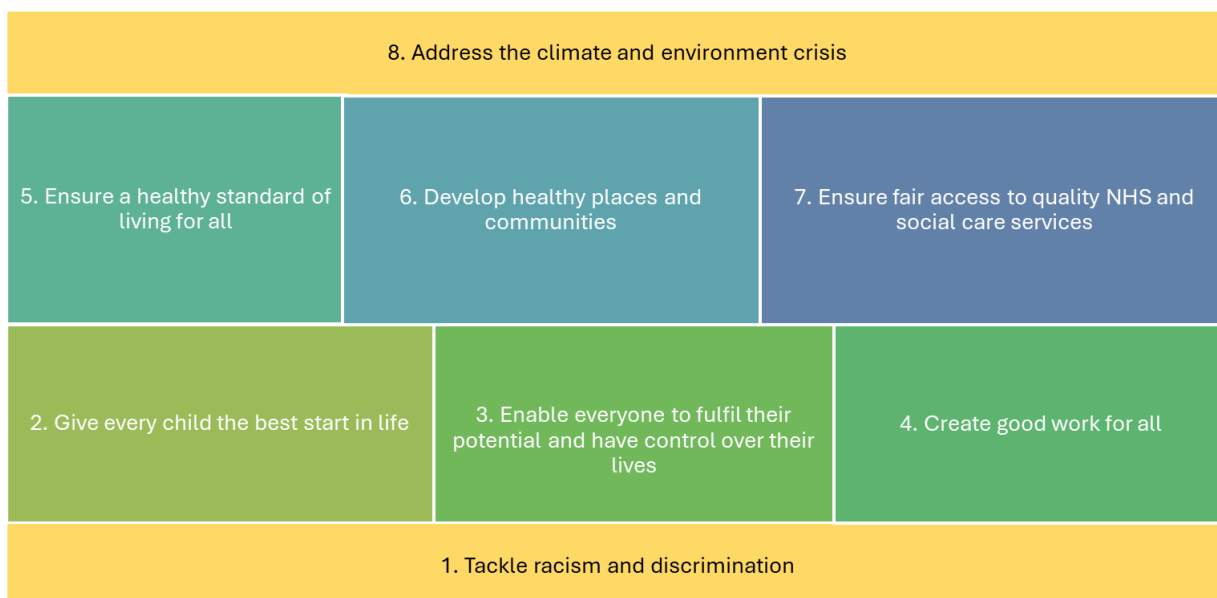 8. Address the climate and environment crisis
5. Ensure a healthy standard of
living for all
6. Develop healthy places and
communities
7. Ensure fair access to quality NHS and
social care services
2. Give every child the best start in life
3. Enable everyone to fulfil their
potential and have control over their
lives
4. Create good work for all
1. Tackle racism and discrimination